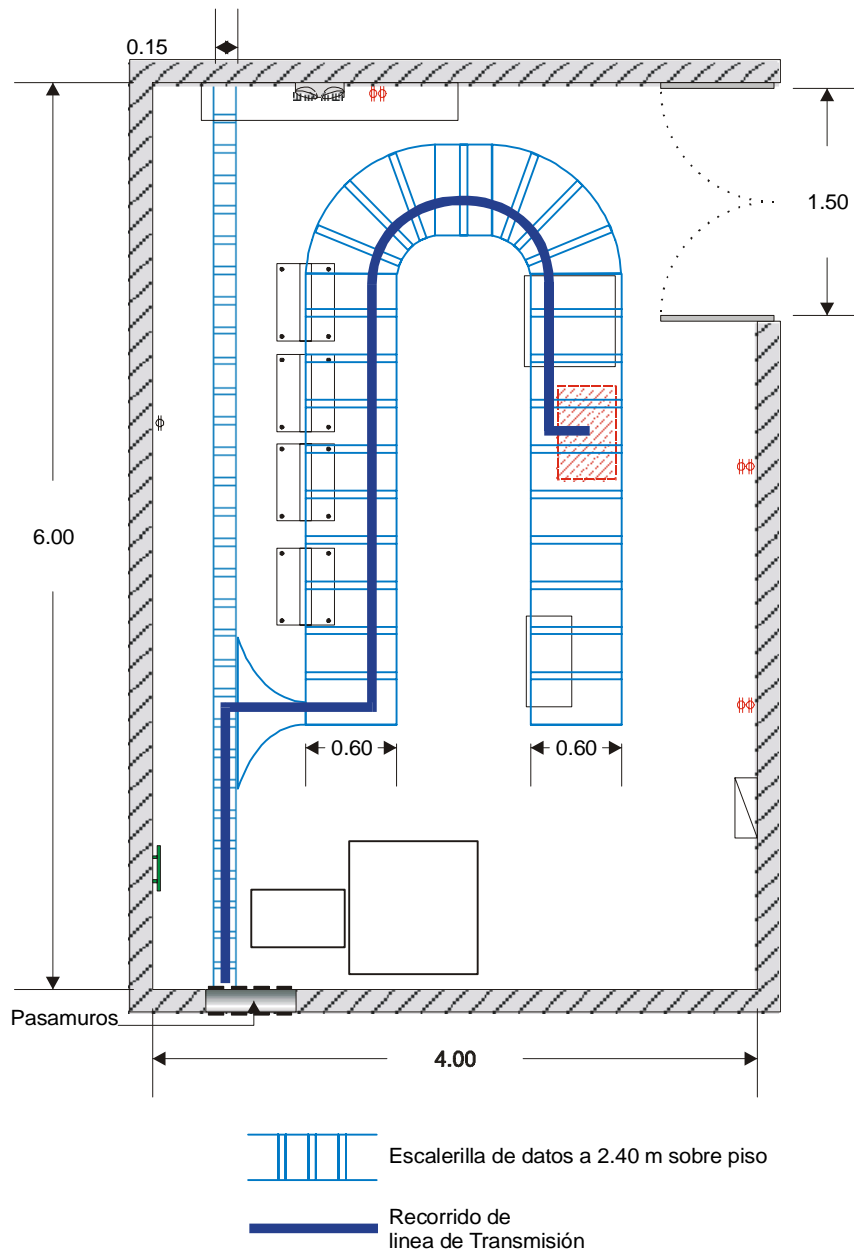 0.15
1.50
6.00
0.60
0.60
Pasamuros
4.00
Escalerilla de datos a 2.40 m sobre piso
Recorrido de
linea de Transmisión